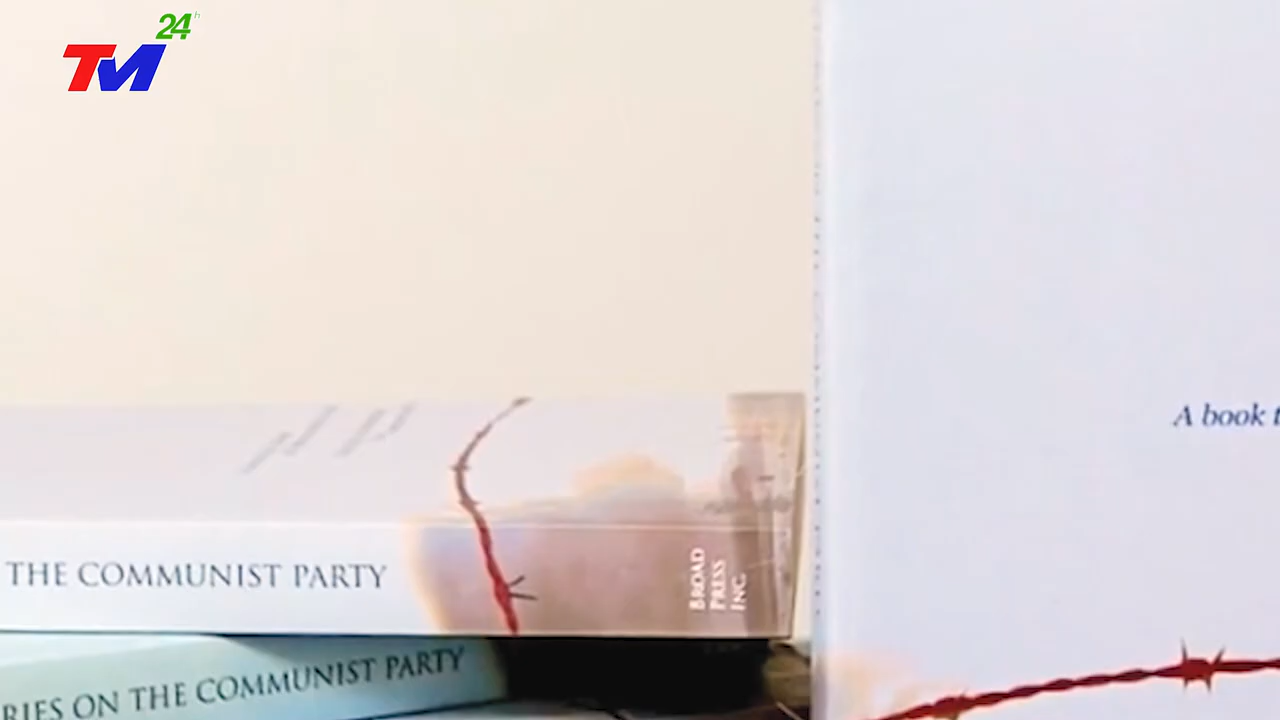 24h
TM
A book t
THE COMMUNIST PARTY
BROAD
PRESS
INC.
RIES ON THE COMMUNIST PARTY